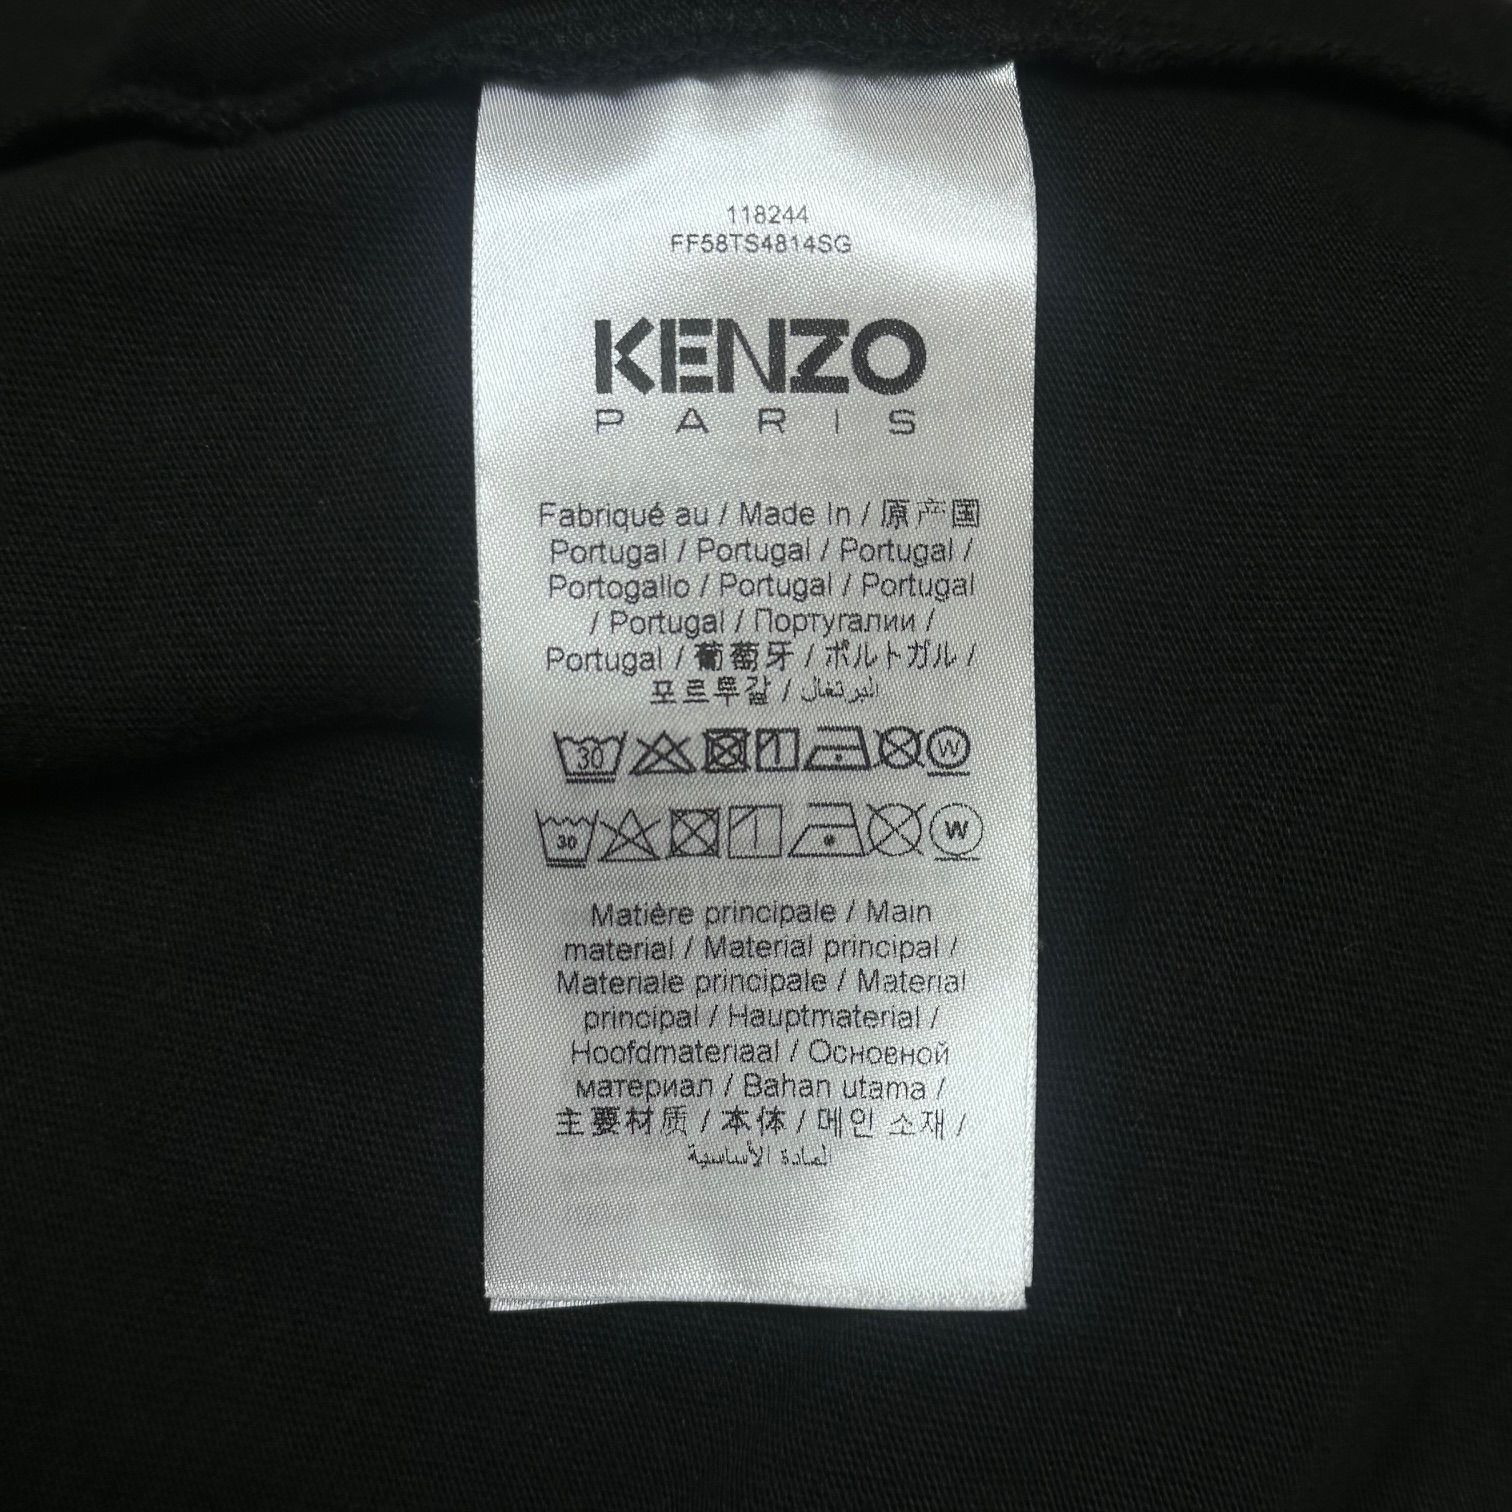 118244
FF58TS4814SG
KENZO
PARIS
Fabriqué au / Made In / 原产国
Portugal / Portugal / Portugal /
Portogallo / Portugal / Portugal
/ Portugal / Португалии /
Portugal / 葡萄牙 / ポルトガル /
포르투갈 / البرتغال
30 W
30 W
Matière principale / Main
material / Material principal /
Materiale principale / Material
principal / Hauptmaterial /
Hoofdmateriaal / Основной
материал / Bahan utama /
主要材质 / 本体 / 메인 소재 /
المادة الأساسية